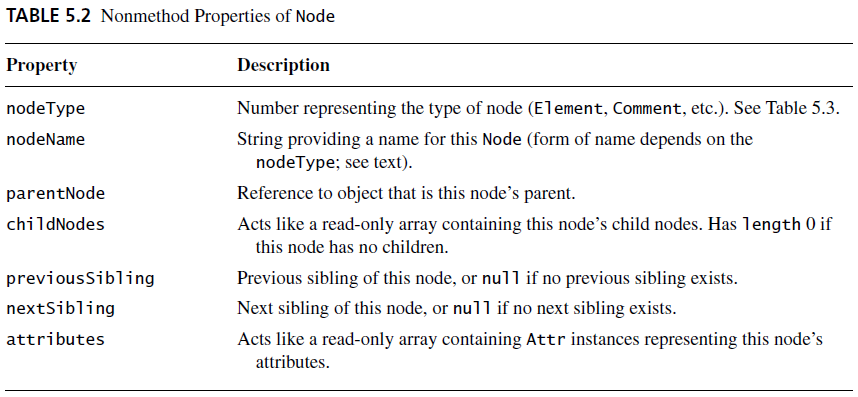 TABLE 5.2 Nonmethod Properties of Node
Property Description
nodeType Number representing the type of node (Element, Comment, etc.). See Table 5.3.
nodeName String providing a name for this Node (form of name depends on the
nodeType; see text).
parentNode Reference to object that is this node’s parent.
childNodes Acts like a read-only array containing this node’s child nodes. Has length 0 if
this node has no children.
previousSibling Previous sibling of this node, or null if no previous sibling exists.
nextSibling Next sibling of this node, or null if no next sibling exists.
attributes Acts like a read-only array containing Attr instances representing this node’s
attributes.